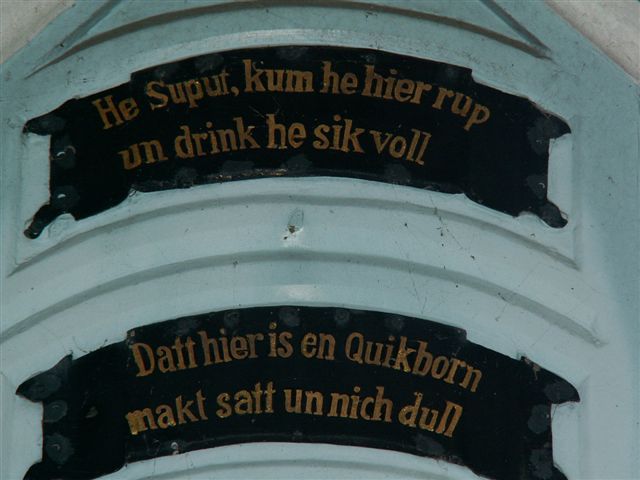 He Suput, kum he hier rup
un drink he sik voll
Datt hier is en Quikborn
makt satt un nich dull